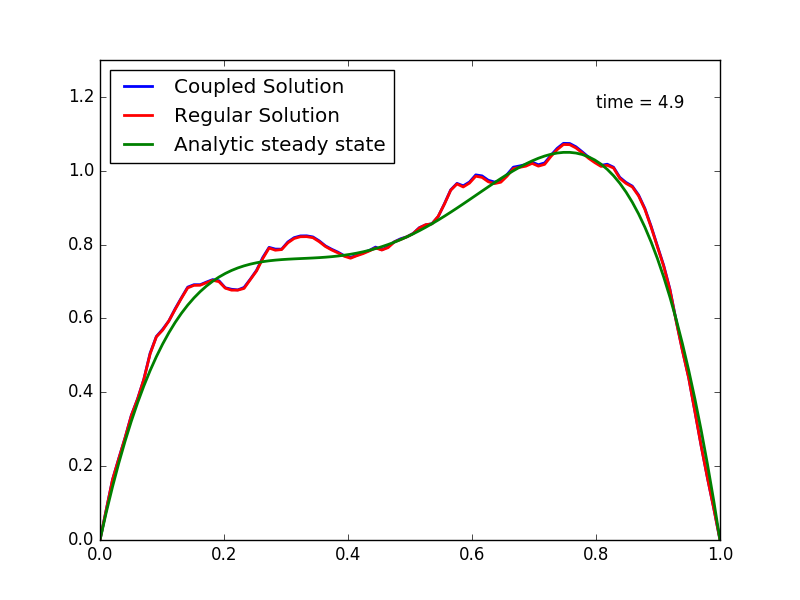 Coupled Solution
Regular Solution
Analytic steady state
time = 4.9
1.2
1.0
0.8
0.6
0.4
0.2
0.0
0.0 0.2 0.4 0.6 0.8 1.0